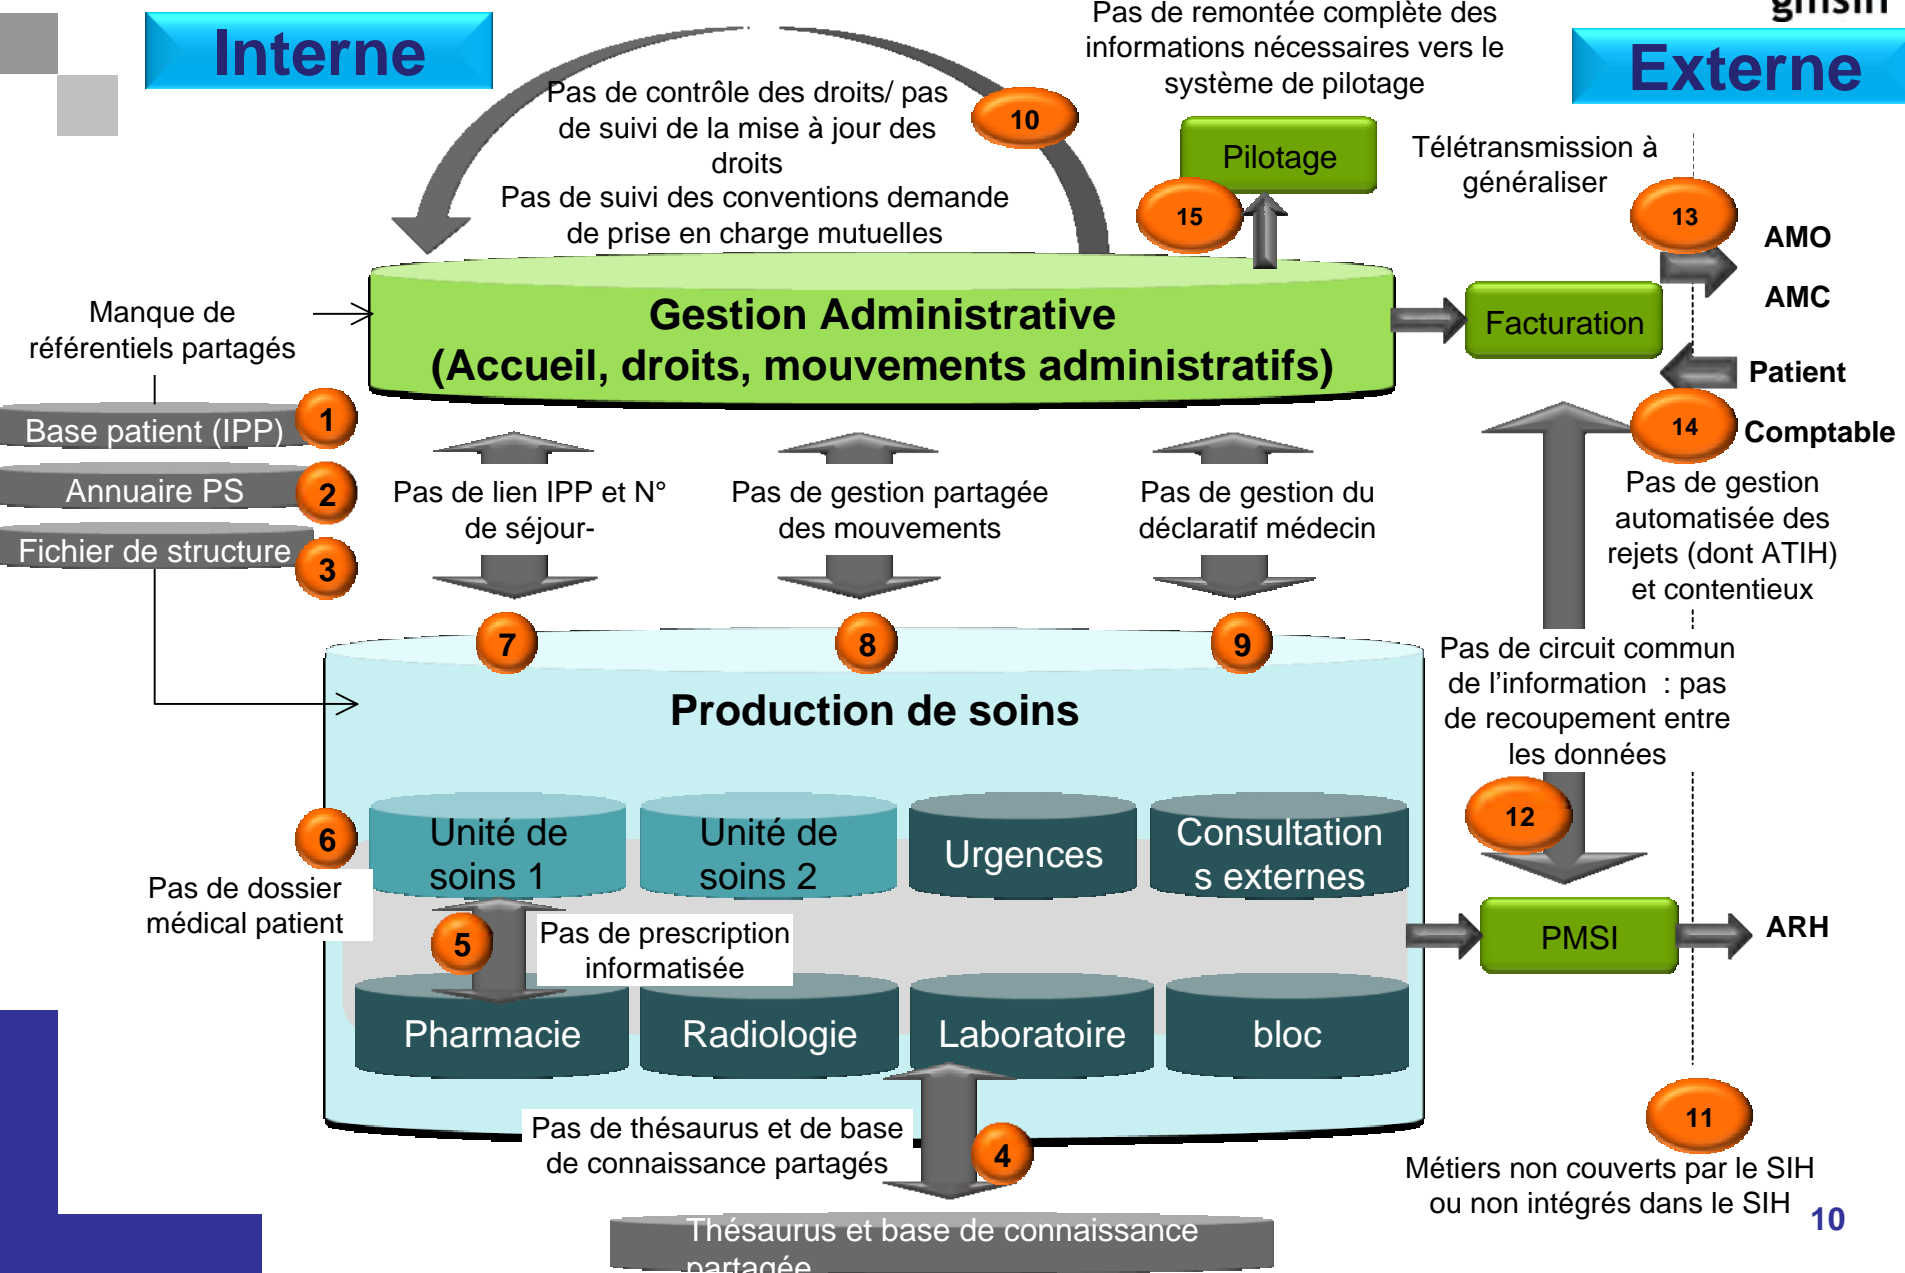 Pas de remontée complète des
informations nécessaires vers le
système de pilotage
gmsih
Interne
Externe
Pas de contrôle des droits/ pas
de suivi de la mise à jour des
droits
Pas de suivi des conventions demande
de prise en charge mutuelles
10
Pilotage
15
Télétransmission à
généraliser
13
AMO
AMC
Manque de
référentiels partagés
Gestion Administrative
(Accueil, droits, mouvements administratifs)
Facturation
Patient
14
Comptable
Base patient (IPP)
1
Annuaire PS
2
Fichier de structure
3
Pas de lien IPP et N°
de séjour-
Pas de gestion partagée
des mouvements
Pas de gestion du
déclaratif médecin
Pas de gestion
automatisée des
rejets (dont ATIH)
et contentieux
7
8
9
Pas de circuit commun
de l'information : pas
de recoupement entre
les données
Production de soins
12
6
Pas de dossier
médical patient
Unité de
soins 1
Unité de
soins 2
Urgences
Consultation
s externes
5
Pas de prescription
informatisée
PMSI
ARH
Pharmacie
Radiologie
Laboratoire
bloc
Pas de thésaurus et de base
de connaissance partagés
4
11
Métiers non couverts par le SIH
ou non intégrés dans le SIH
10
Thésaurus et base de connaissance
partagée